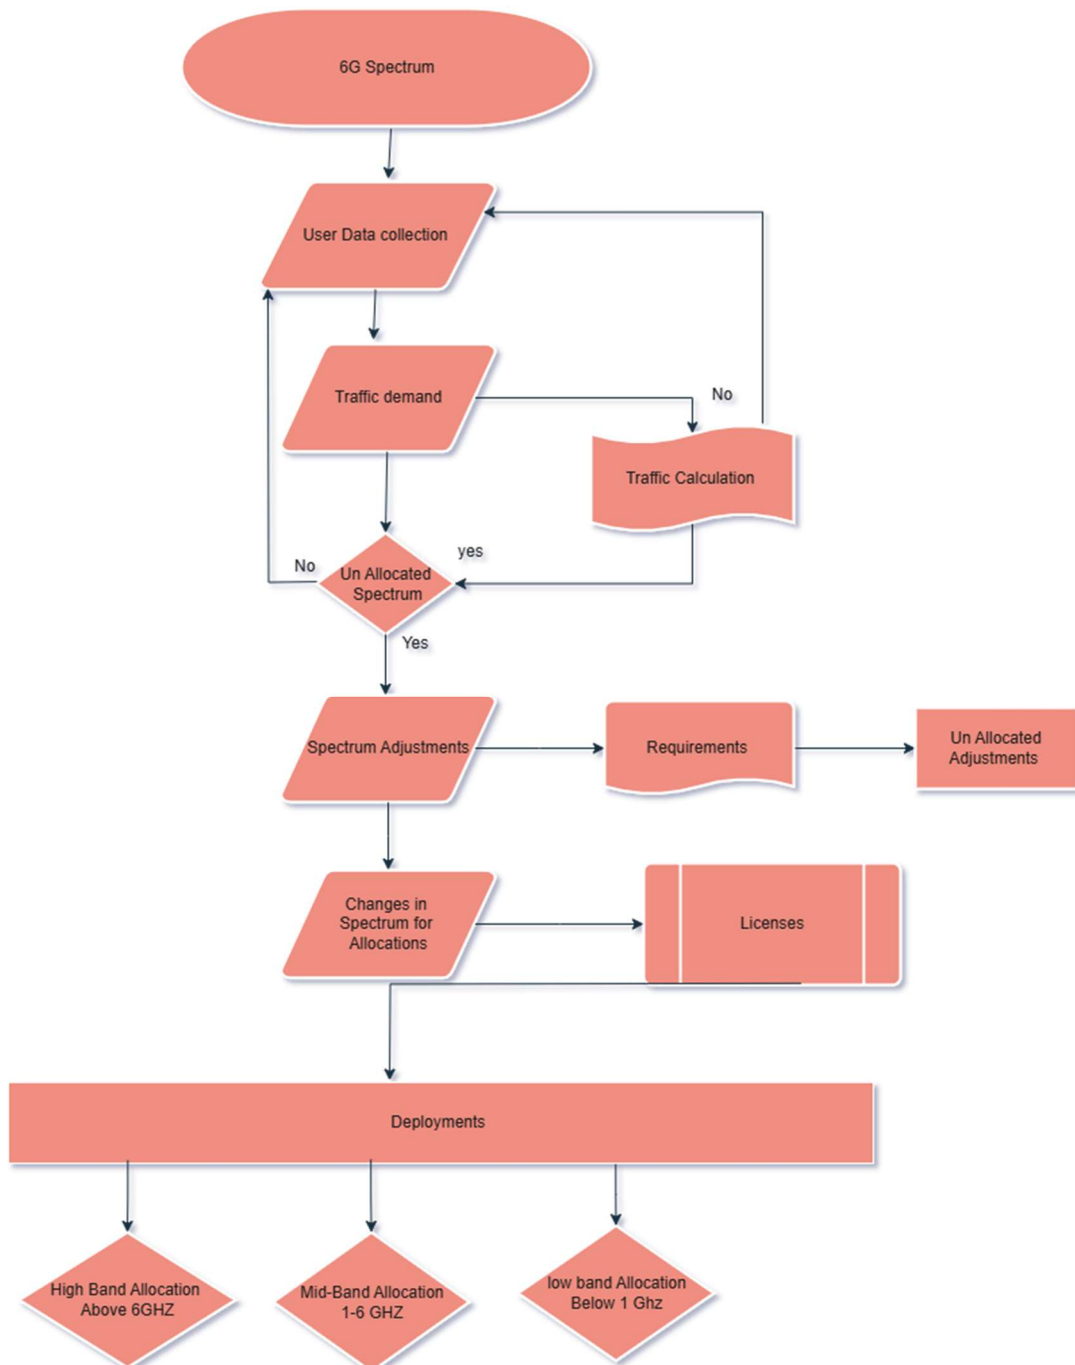 6G Spectrum
User Data collection
Traffic demand
No
Traffic Calculation
yes
No
Un Allocated
Spectrum
Yes
Spectrum Adjustments
Requirements
Un Allocated
Adjustments
Changes in
Spectrum for
Allocations
Licenses
Deployments
High Band Allocation
Above 6GHZ
Mid-Band Allocation
1-6 GHZ
low band Allocation
Below 1 Ghz